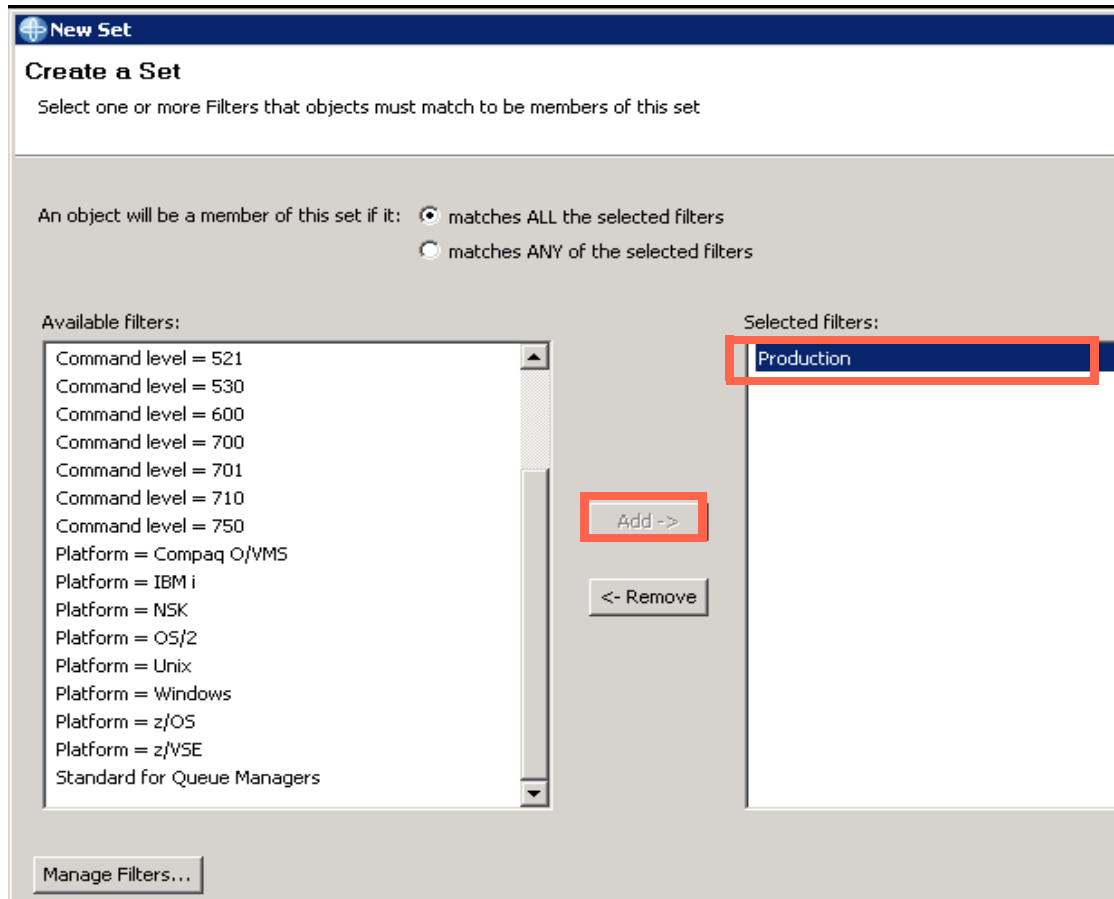 New Set
Create a Set
Select one or more Filters that objects must match to be members of this set
An object will be a member of this set if it: matches ALL the selected filters
matches ANY of the selected filters
Available filters:
Command level = 521
Command level = 530
Command level = 600
Command level = 700
Command level = 701
Command level = 710
Command level = 750
Platform = Compaq O/VMS
Platform = IBM i
Platform = NSK
Platform = OS/2
Platform = Unix
Platform = Windows
Platform = z/OS
Platform = z/VSE
Standard for Queue Managers
Add ->
<- Remove
Selected filters:
Production
Manage Filters...